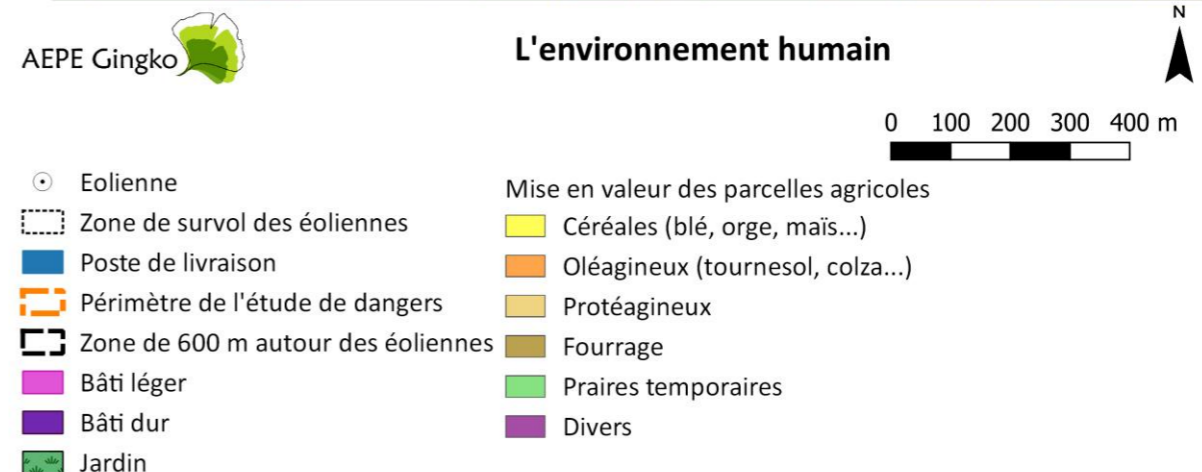 N
AEPE Gingko
L'environnement humain
0 100 200 300 400 m
Eolienne
Zone de survol des éoliennes
Poste de livraison
Périmètre de l'étude de dangers
Zone de 600 m autour des éoliennes
Bâti léger
Bâti dur
Jardin
Mise en valeur des parcelles agricoles
Céréales (blé, orge, maïs...)
Oléagineux (tournesol, colza...)
Protéagineux
Fourrage
Praires temporaires
Divers